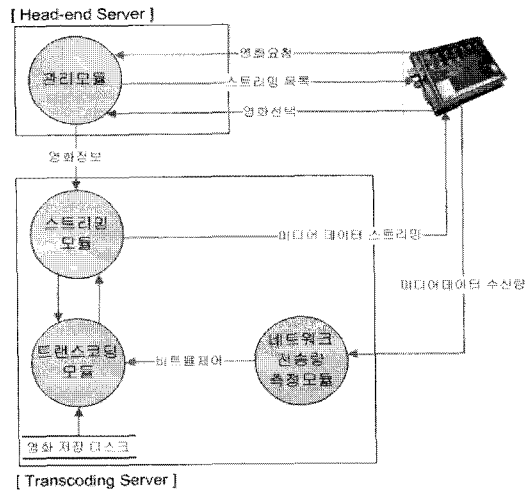 [ Head-end Server ]
영화요청
관리모듈
스트리밍 목록
영화선택
영화정보
스트리밍
모듈
미디어 데이터 스트리밍
미디어데이터 수신량
트랜스코딩
모듈
비트율제어
네트워크
전송량
측정모듈
영화 저장 디스크
[ Transcoding Server ]